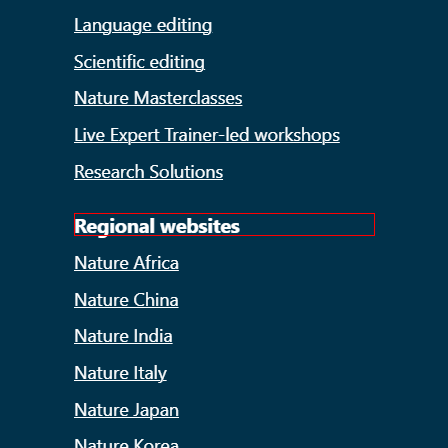 Language editing
Scientific editing
Nature Masterclasses
Live Expert Trainer-led workshops
Research Solutions
Regional websites
Nature Africa
Nature China
Nature India
Nature Italy
Nature Japan
Nature Korea